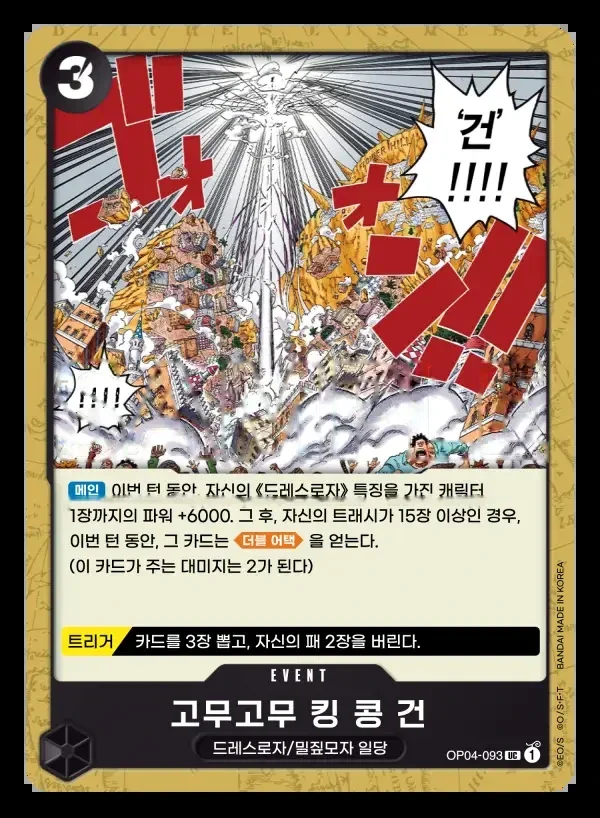 3
'건'
!!!!
!!!!
메인 이번 턴 동안, 자신의 《드레스로자》 특징을 가진 캐릭터
1장까지의 파워 +6000. 그 후, 자신의 트래시가 15장 이상인 경우,
이번 턴 동안, 그 카드는 더블 어택 을 얻는다.
(이 카드가 주는 대미지는 2가 된다)
트리거 카드를 3장 뽑고, 자신의 패 2장을 버린다.
EVENT
고무고무 킹 콩 건
드레스로자/밀짚모자 일당
OP04-093 UC 1
©EO/S ©O/S·F·T BANDAI MADE IN KOREA